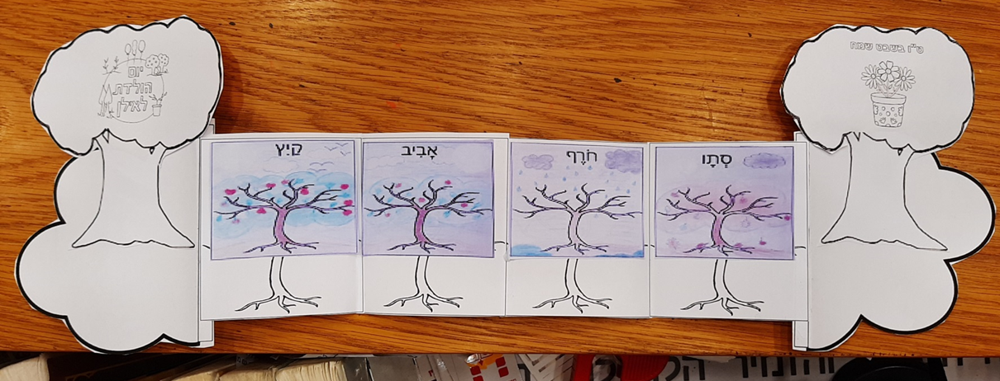 ט"ו בשבט שמח
סְתָו
חֹרֶף
אָבִיב
קַיִץ
יום
הולדת
לאילן